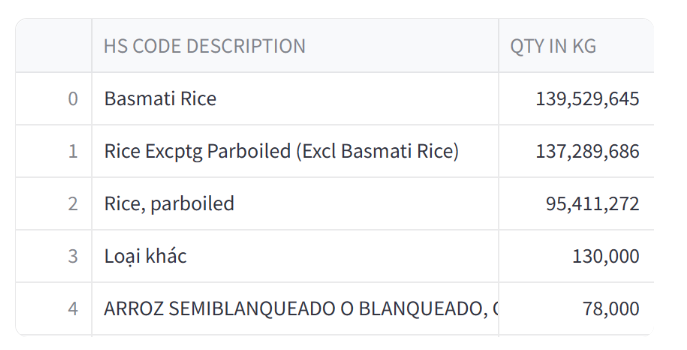 HS CODE DESCRIPTION QTY IN KG
0 Basmati Rice 139,529,645
1 Rice Excptg Parboiled (Excl Basmati Rice) 137,289,686
2 Rice, parboiled 95,411,272
3 Loại khác 130,000
4 ARROZ SEMIBLANQUEADO O BLANQUEADO, 78,000